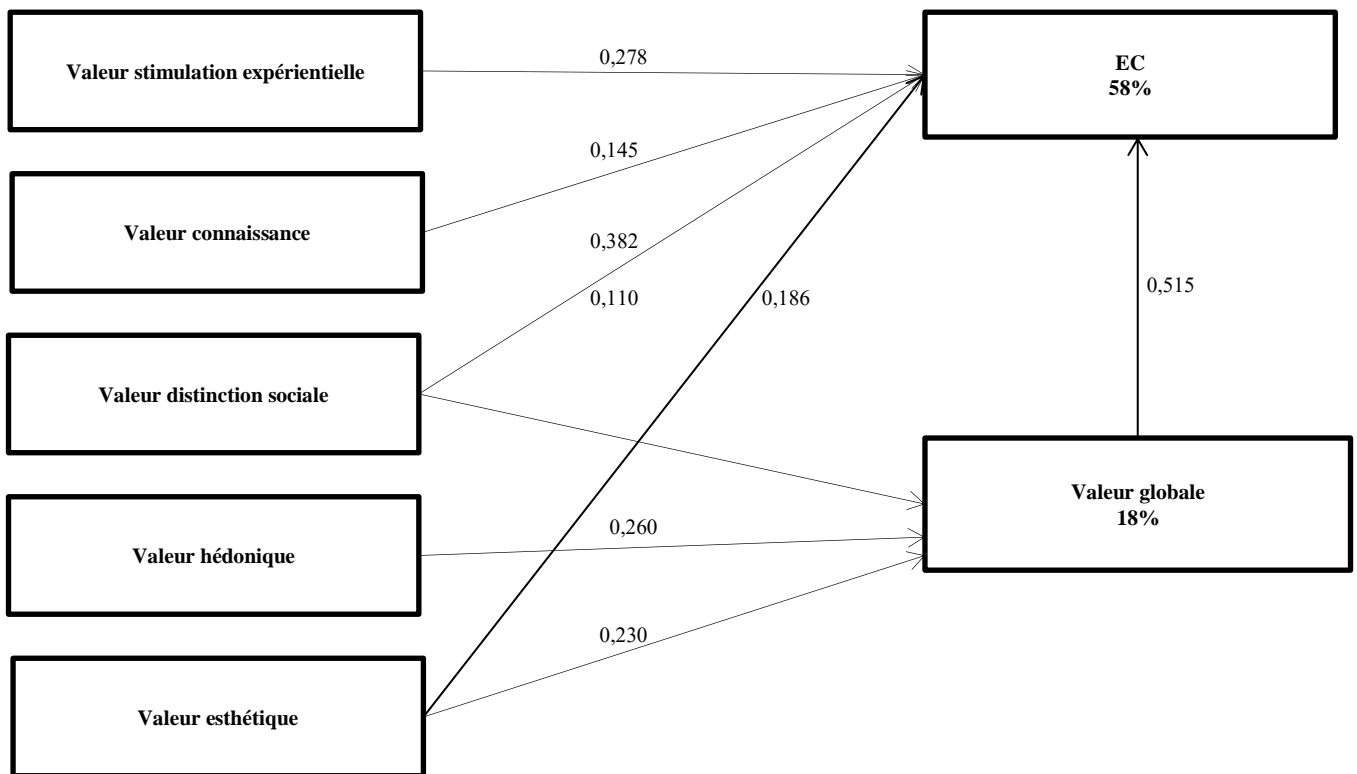 Valeur stimulation expérientielle
0,278
EC
58%
0,145
Valeur connaissance
0,382
0,110
0,186
0,515
Valeur distinction sociale
Valeur globale
18%
0,260
Valeur hédonique
0,230
Valeur esthétique